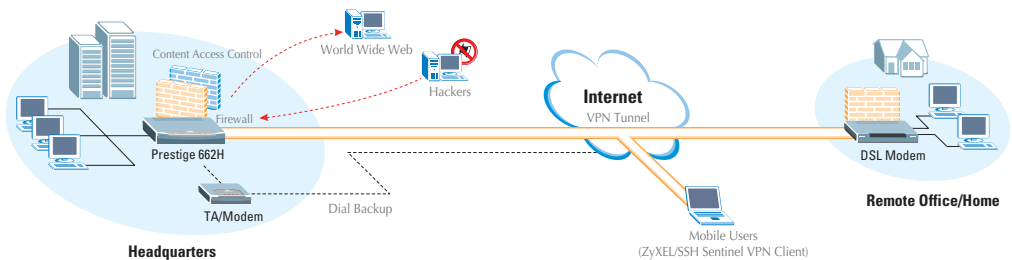 Content Access Control
World Wide Web
Hackers
Firewall
Prestige 662H
TA/Modem
Dial Backup
Headquarters
Internet
VPN Tunnel
Mobile Users
(ZyXEL/SSH Sentinel VPN Client)
DSL Modem
Remote Office/Home